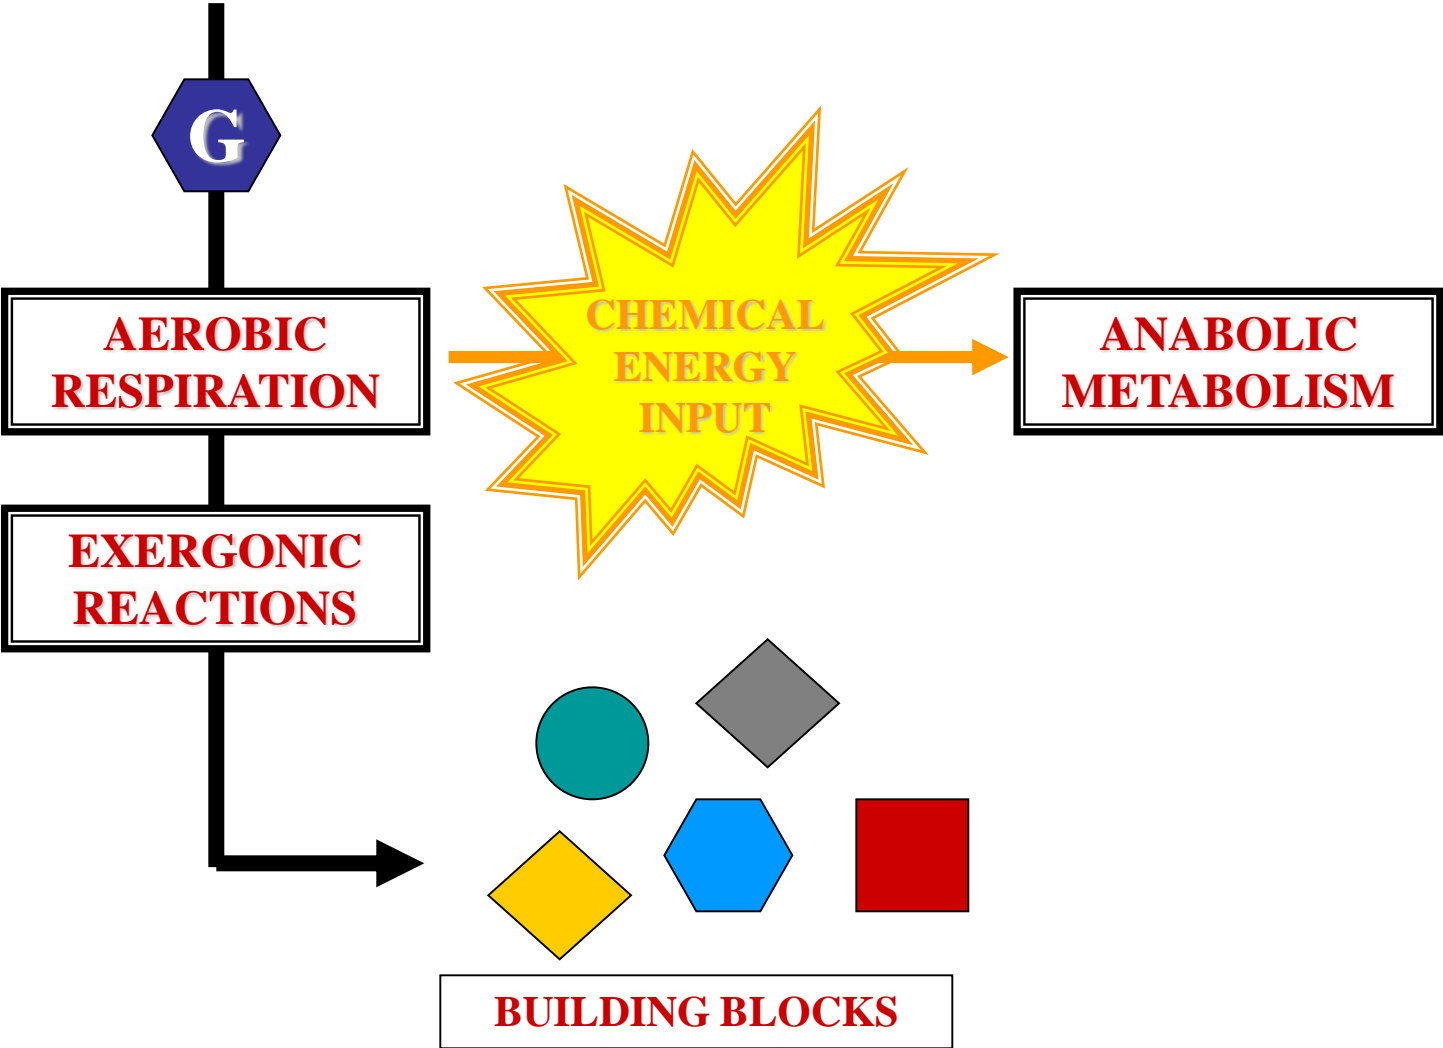 G
AEROBIC
RESPIRATION
CHEMICAL
ENERGY
INPUT
ANABOLIC
METABOLISM
EXERGONIC
REACTIONS
BUILDING BLOCKS